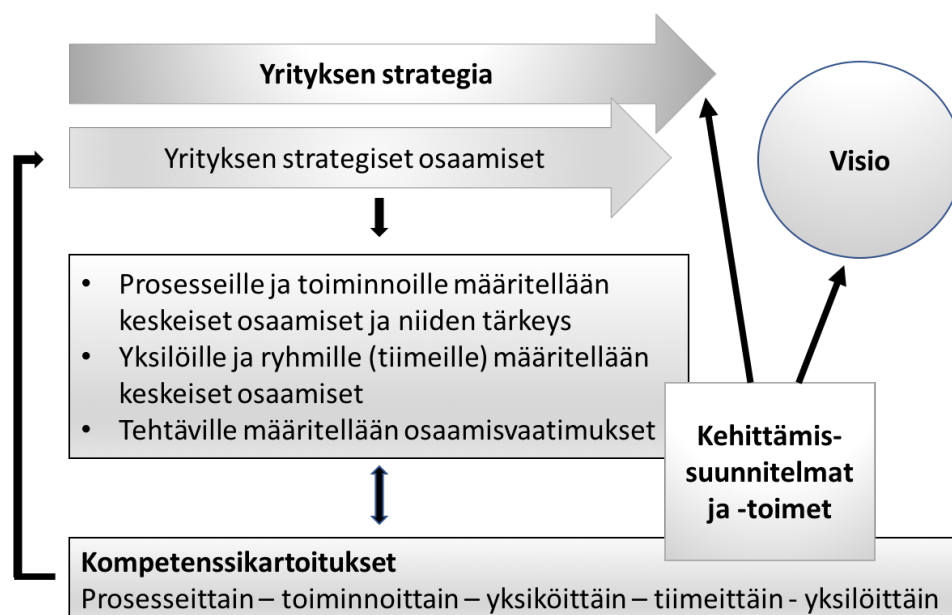 Yrityksen strategia
Yrityksen strategiset osaamiset
Visio
• Prosesseille ja toiminnoille määritellään
keskeiset osaamiset ja niiden tärkeys
• Yksilöille ja ryhmille (tiimeille) määritellään
keskeiset osaamiset
• Tehtäville määritellään osaamisvaatimukset
Kehittämis-
suunnitelmat
ja -toimet
Kompetenssikartoitukset
Prosesseittain – toiminnoittain – yksiköittäin – tiimeittäin - yksilöittäin